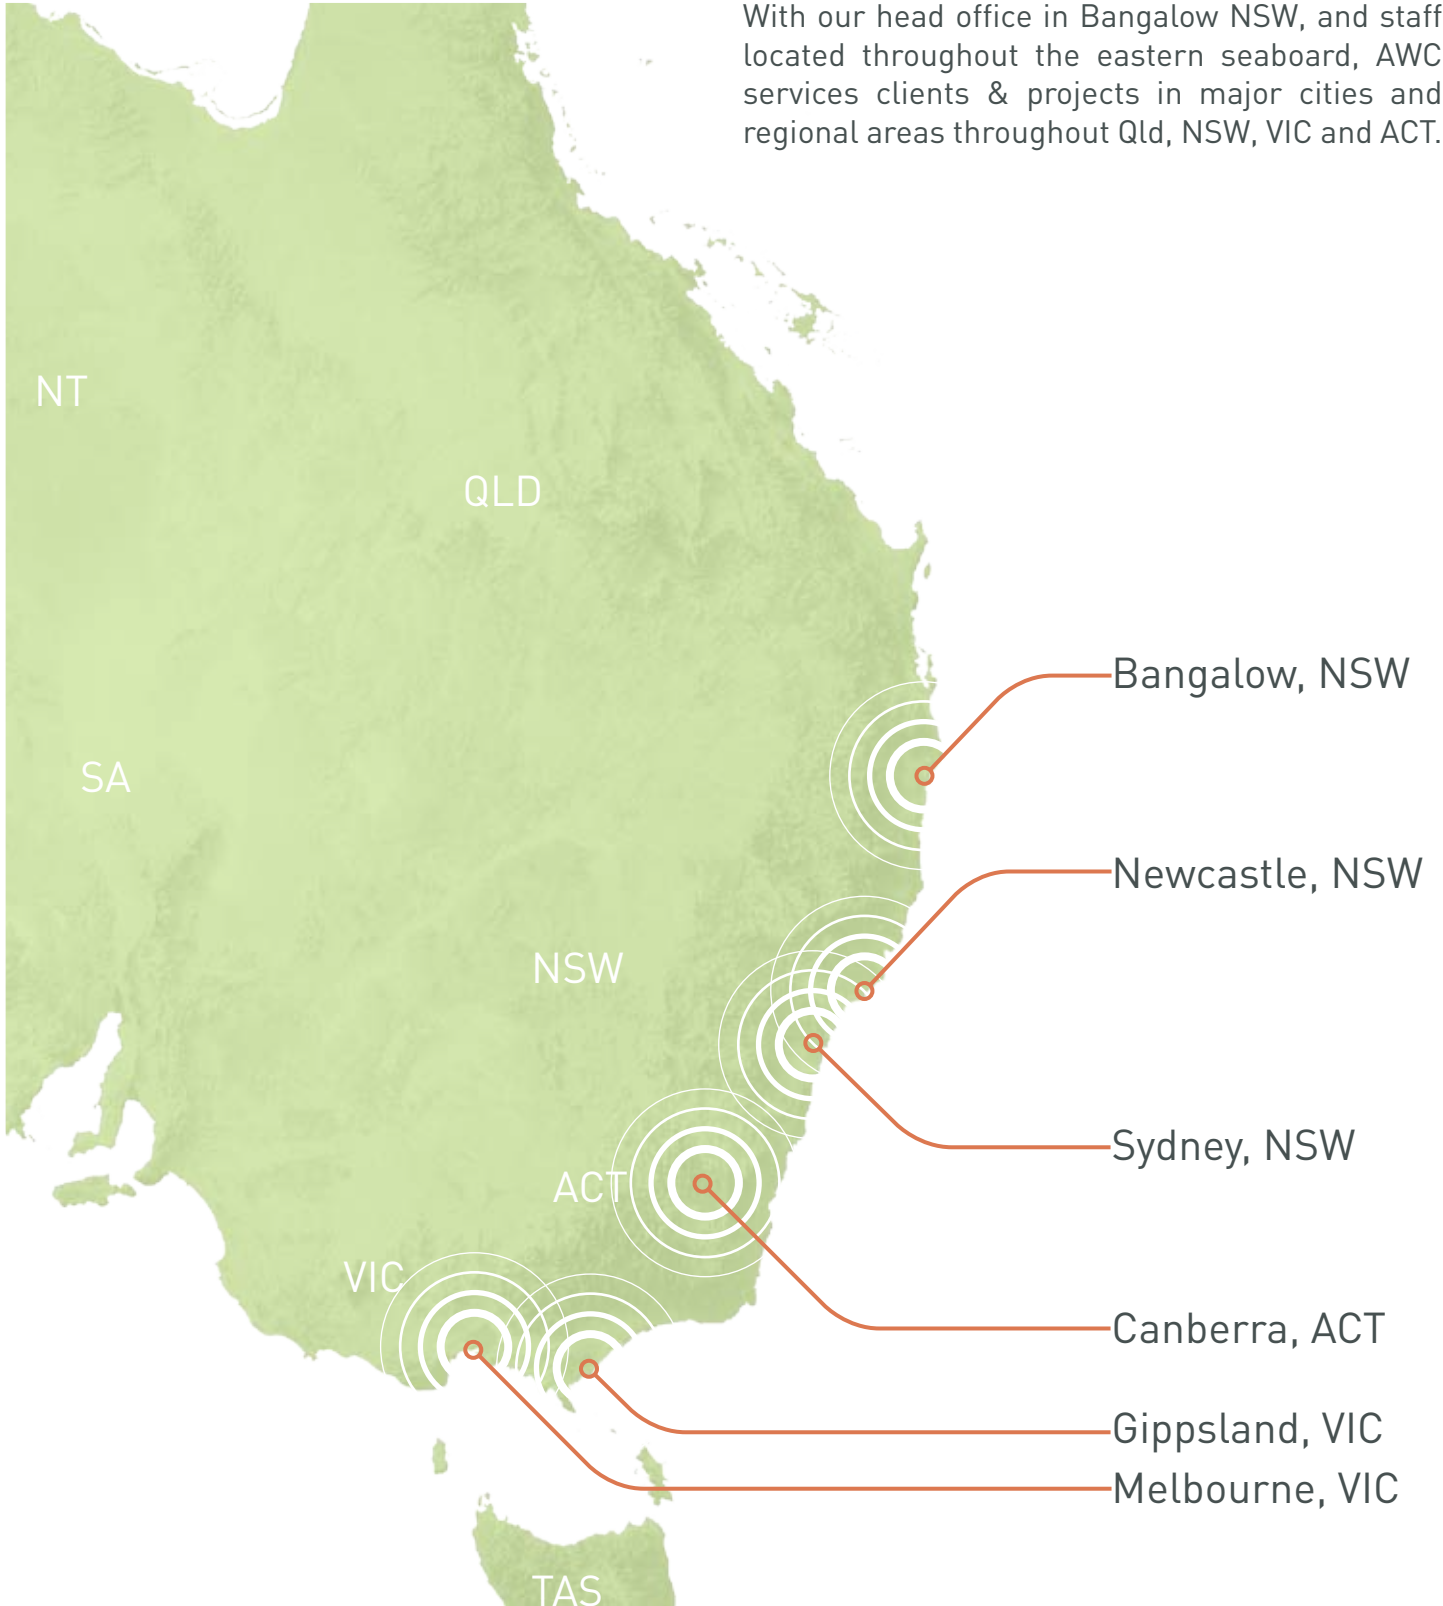 With our head office in Bangalow NSW, and staff
located throughout the eastern seaboard, AWC
services clients & projects in major cities and
regional areas throughout Qld, NSW, VIC and ACT.
NT
QLD
Bangalow, NSW
SA
Newcastle, NSW
NSW
Sydney, NSW
ACT
VIC
Canberra, ACT
Gippsland, VIC
Melbourne, VIC
TAS